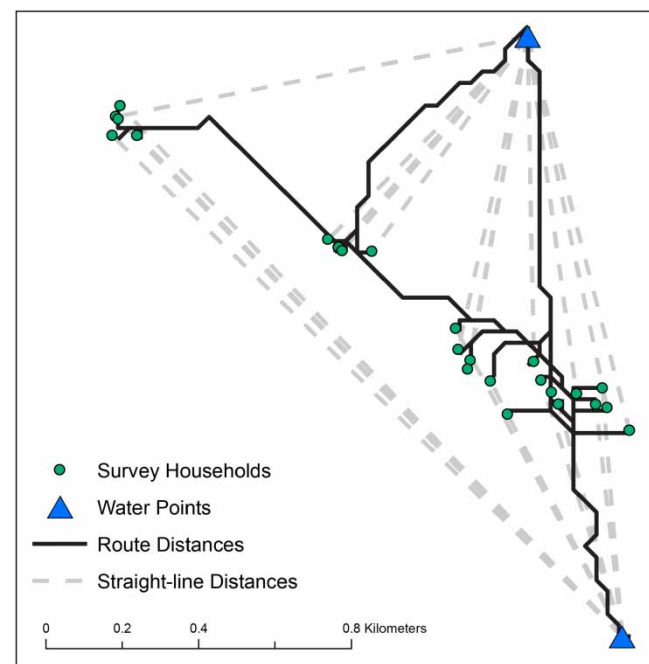 Survey Households
Water Points
Route Distances
Straight-line Distances
0 0.2 0.4 0.8 Kilometers